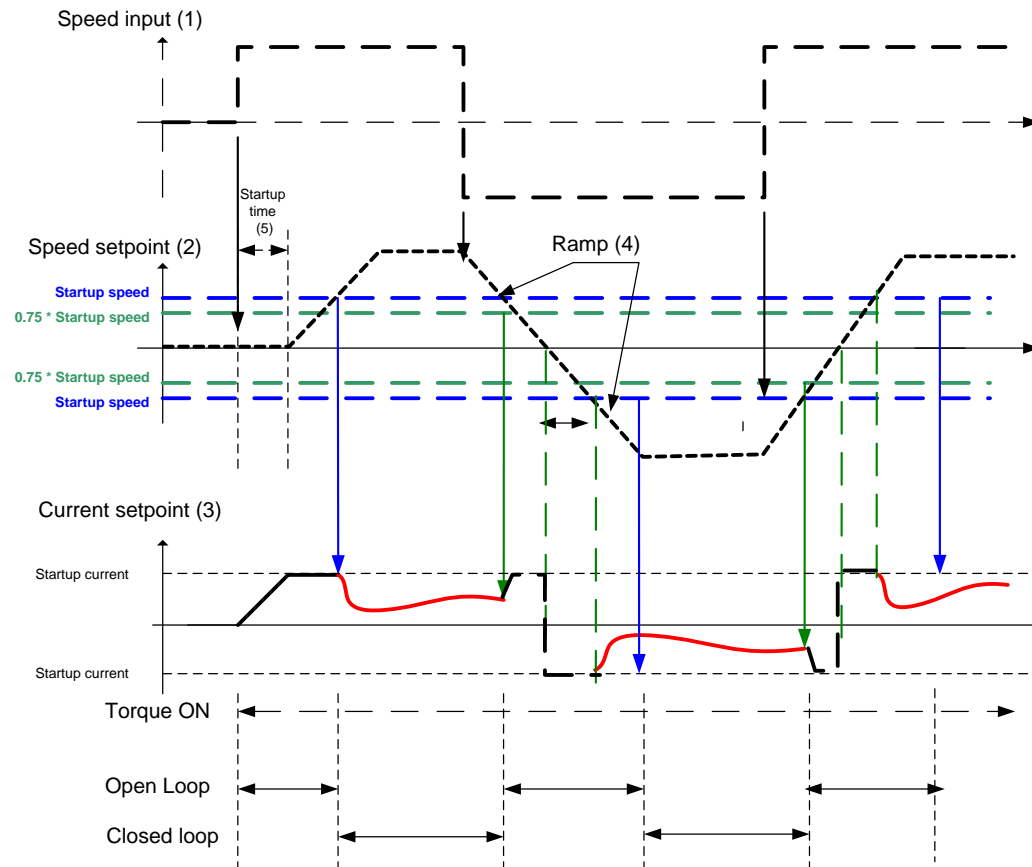 Speed input (1)
Startup
time
(5)
Speed setpoint (2)
Ramp (4)
Startup speed
0.75 * Startup speed
0.75 * Startup speed
Startup speed
Current setpoint (3)
Startup current
Startup current
Torque ON
Open Loop
Closed loop